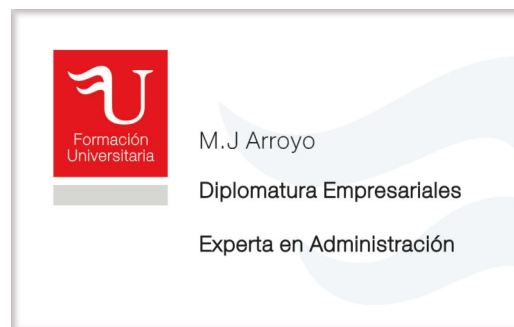 U
Formación
Universitaria
M.J Arroyo
Diplomatura Empresariales
Experta en Administración